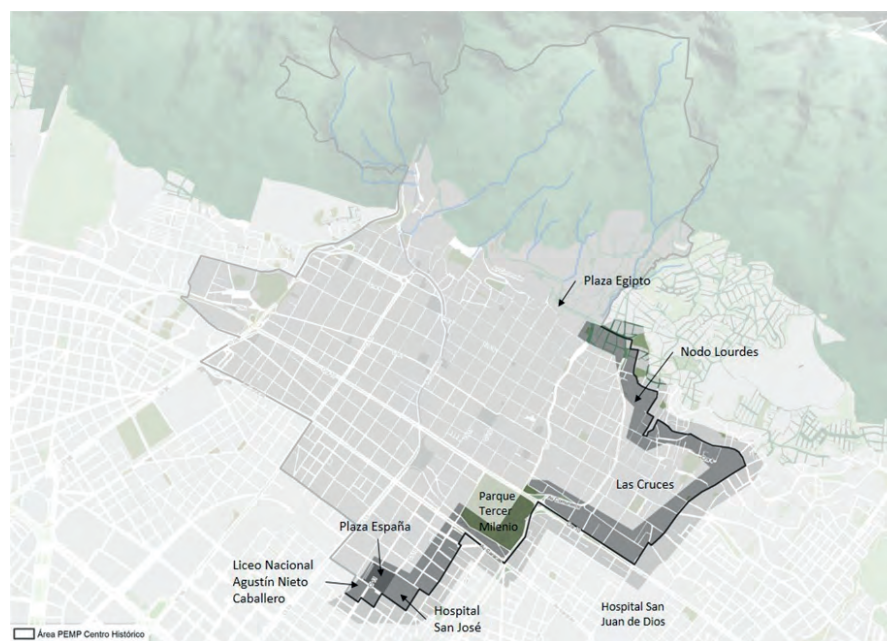 Plaza Egipto
Nodo Lourdes
Las Cruces
Parque
Tercer
Milenio
Plaza España
Liceo Nacional
Agustín Nieto
Caballero
Hospital
San José
Hospital San
Juan de Dios
Área PEMP Centro Histórico